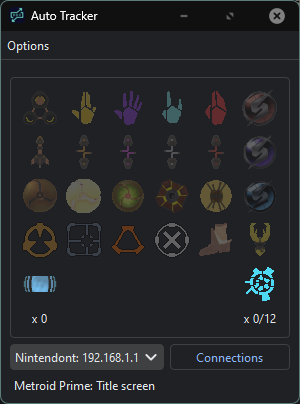 Auto Tracker
Options
x 0
x 0/12
Nintendont: 192.168.1.1
Connections
Metroid Prime: Title screen